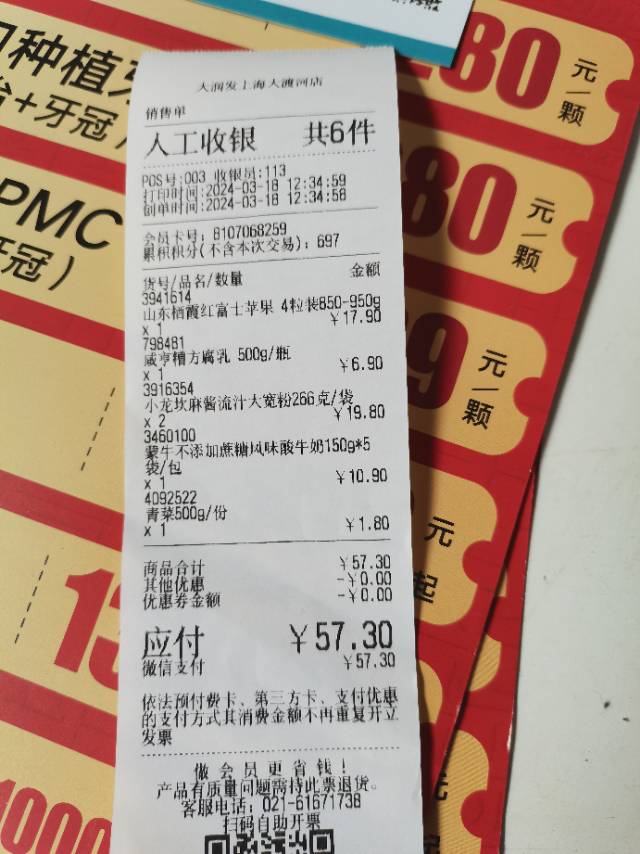 大润发上海大渡河店
销售单
人工收银 共6件
POS号:003 收银员:113
打印时间:2024-03-18 12:34:59
创单时间:2024-03-18 12:34:58
会员卡号: 8107068259
累积积分(不含本次交易): 697
货号/品名/数量 金额
3941614
山东栖霞红富士苹果 4粒装850-950g
x 1 ￥17.90
798481
咸亨糟方腐乳 500g/瓶
x 1 ￥6.90
3916354
小龙坎麻酱流汁大宽粉266克/袋
x 2 ￥19.80
3460100
蒙牛不添加蔗糖风味酸牛奶150g*5
袋/包
x 1 ￥10.90
4092522
青菜500g/份
x 1 ￥1.80
商品合计 ￥57.30
其他优惠 -￥0.00
优惠券金额 -￥0.00
应付 ￥57.30
微信支付 ￥57.30
依法预付费卡、第三方卡、支付优惠
的支付方式其消费金额不再重复开立
发票
做会员更省钱!
产品有质量问题需持此票退货。
客服电话: 021-61671738
扫码自助开票
种植牙
+牙冠)
PMC
牙冠)
80 元/颗
80 元/颗
9 元/颗
元
起
13
1000
元